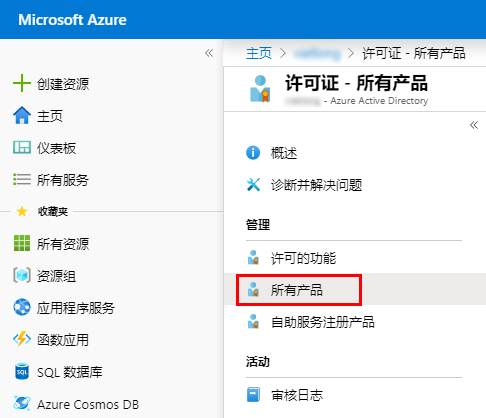 Microsoft Azure
创建资源
主页
仪表板
所有服务
收藏夹
所有资源
资源组
应用程序服务
函数应用
SQL 数据库
Azure Cosmos DB
主页 > > 许可证 - 所有产品 >
许可证 - 所有产品
- Azure Active Directory
概述
诊断并解决问题
管理
许可的功能
所有产品
自助服务注册产品
活动
审核日志